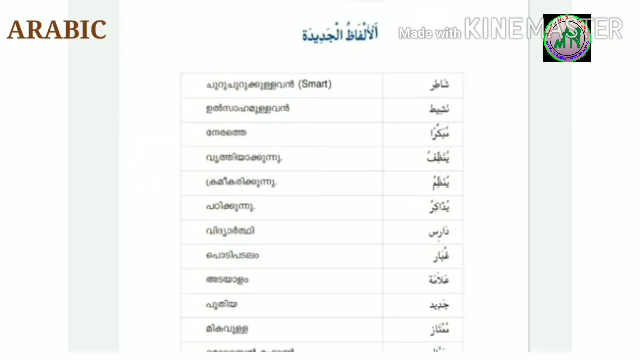 ARABIC
Made with KINEMASTER
اَلْأَلْفَاظُ الْجَدِيدَة
ചുറുചുറുക്കുള്ളവൻ (Smart) شَاطِر
ഉൽസാഹമുള്ളവൻ نَشِيط
നേരത്തെ مُبَكِّرًا
വൃത്തിയാക്കുന്നു. يُنَظِّفُ
ക്രമീകരിക്കുന്നു. يُنَظِّمُ
പഠിക്കുന്നു. يُذَاكِرُ
വിദ്യാർത്ഥി دَارِس
പൊടിപടലം غُبَار
അടയാളം عَلاَمَة
പുതിയ جَدِيد
മികവുള്ള مُمْتَاز